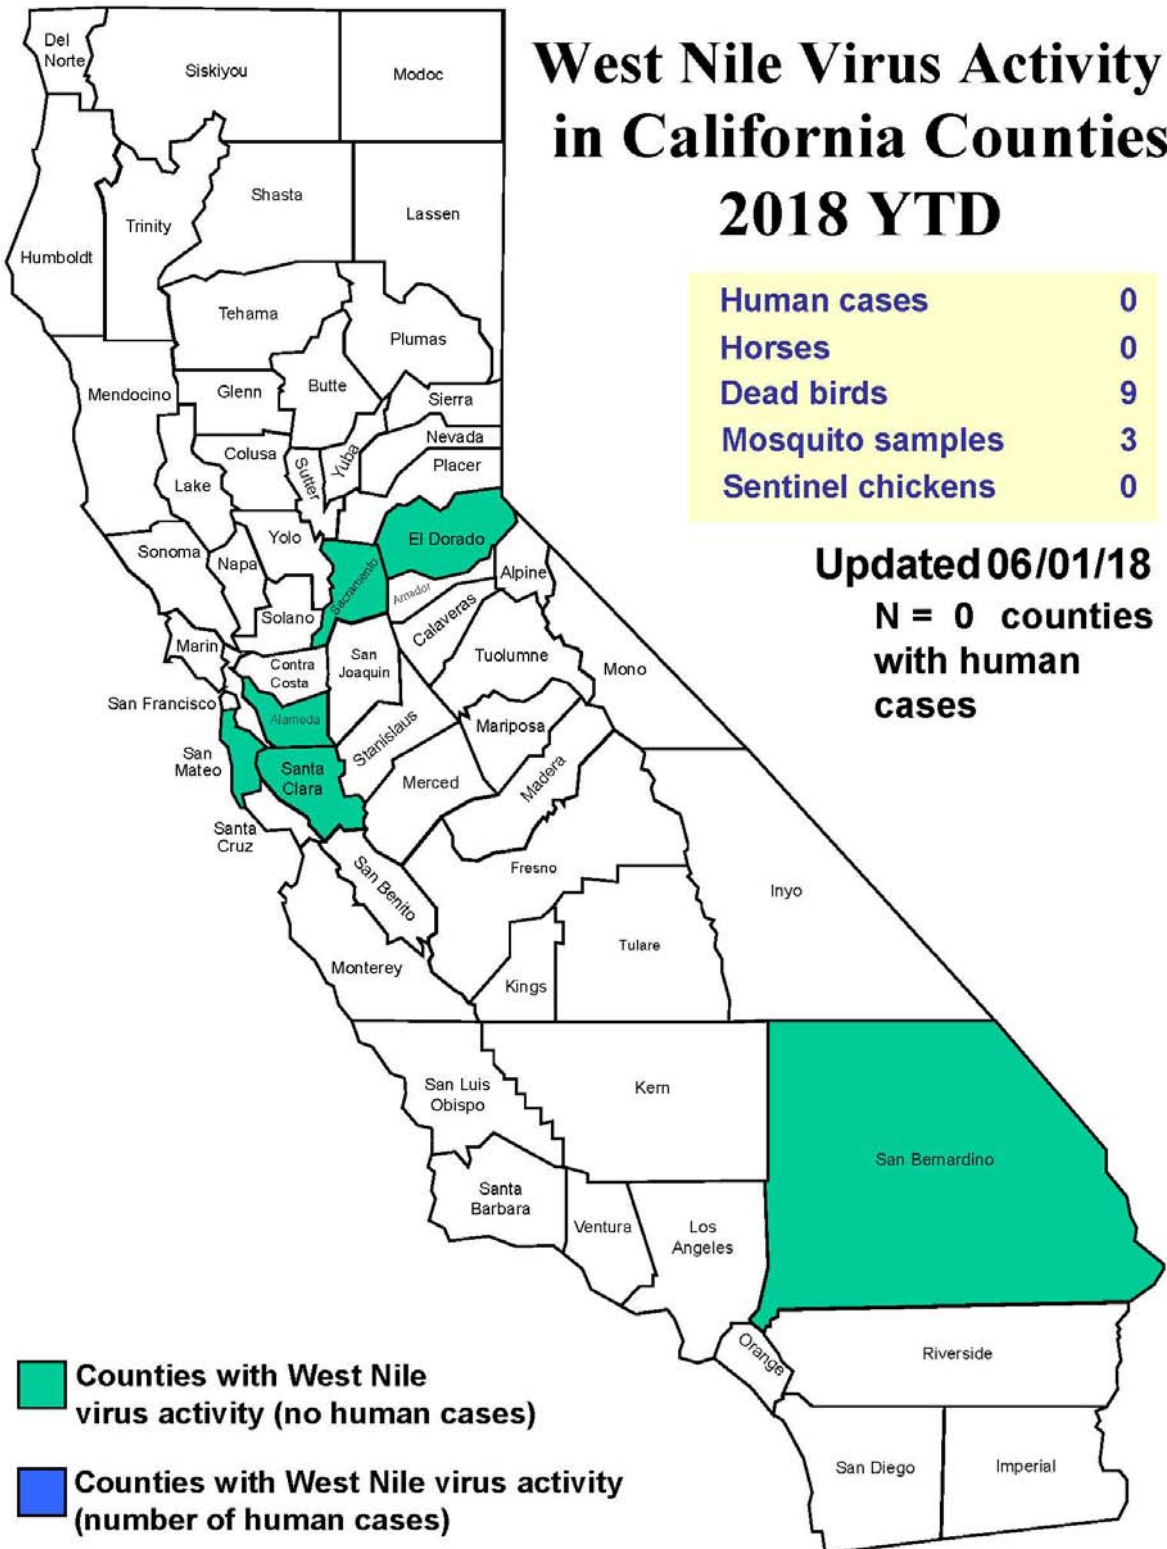 West Nile Virus Activity
in California Counties
2018 YTD
Human cases 0
Horses 0
Dead birds 9
Mosquito samples 3
Sentinel chickens 0
Updated 06/01/18
N = 0 counties
with human
cases
Del
Norte
Siskiyou
Modoc
Shasta
Lassen
Trinity
Humboldt
Tehama
Plumas
Mendocino
Glenn
Butte
Sierra
Colusa
Sutter
Yuba
Nevada
Placer
Lake
Sonoma
Napa
Yolo
El Dorado
Sacramento
Amador
Alpine
Solano
Calaveras
Marin
Contra
Costa
San
Joaquin
Tuolumne
Mono
San Francisco
Alameda
Stanislaus
Mariposa
San
Mateo
Santa
Clara
Merced
Madera
Santa
Cruz
San Benito
Fresno
Inyo
Monterey
Kings
Tulare
San Luis
Obispo
Kern
San Bernardino
Santa
Barbara
Ventura
Los
Angeles
Orange
Riverside
San Diego
Imperial
Counties with West Nile
virus activity (no human cases)
Counties with West Nile virus activity
(number of human cases)